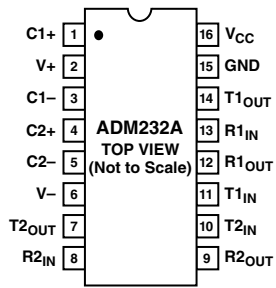 C1+ 1 16 VCC
V+ 2 15 GND
C1– 3 14 T1OUT
C2+ 4 ADM232A 13 R1IN
C2– 5 TOP VIEW (Not to Scale) 12 R1OUT
V– 6 11 T1IN
T2OUT 7 10 T2IN
R2IN 8 9 R2OUT